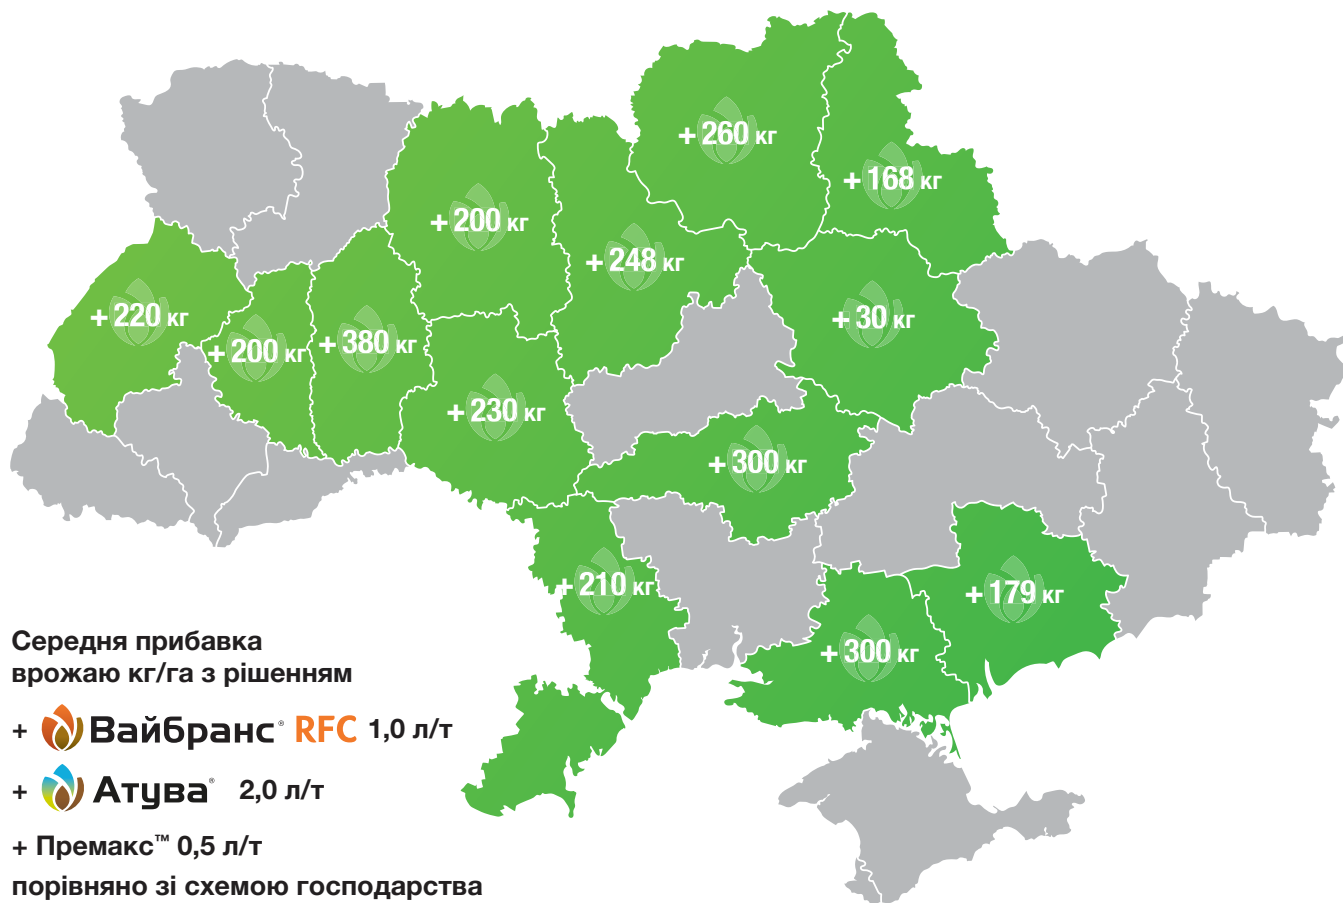 + 260 кг
+ 168 кг
+ 200 кг
+ 248 кг
+ 220 кг
+ 30 кг
+ 200 кг
+ 380 кг
+ 230 кг
+ 300 кг
+ 210 кг
+ 179 кг
+ 300 кг
Середня прибавка
врожаю кг/га з рішенням
+ Вайбранс® RFC 1,0 л/т
+ Атува® 2,0 л/т
+ Премакс™ 0,5 л/т
порівняно зі схемою господарства